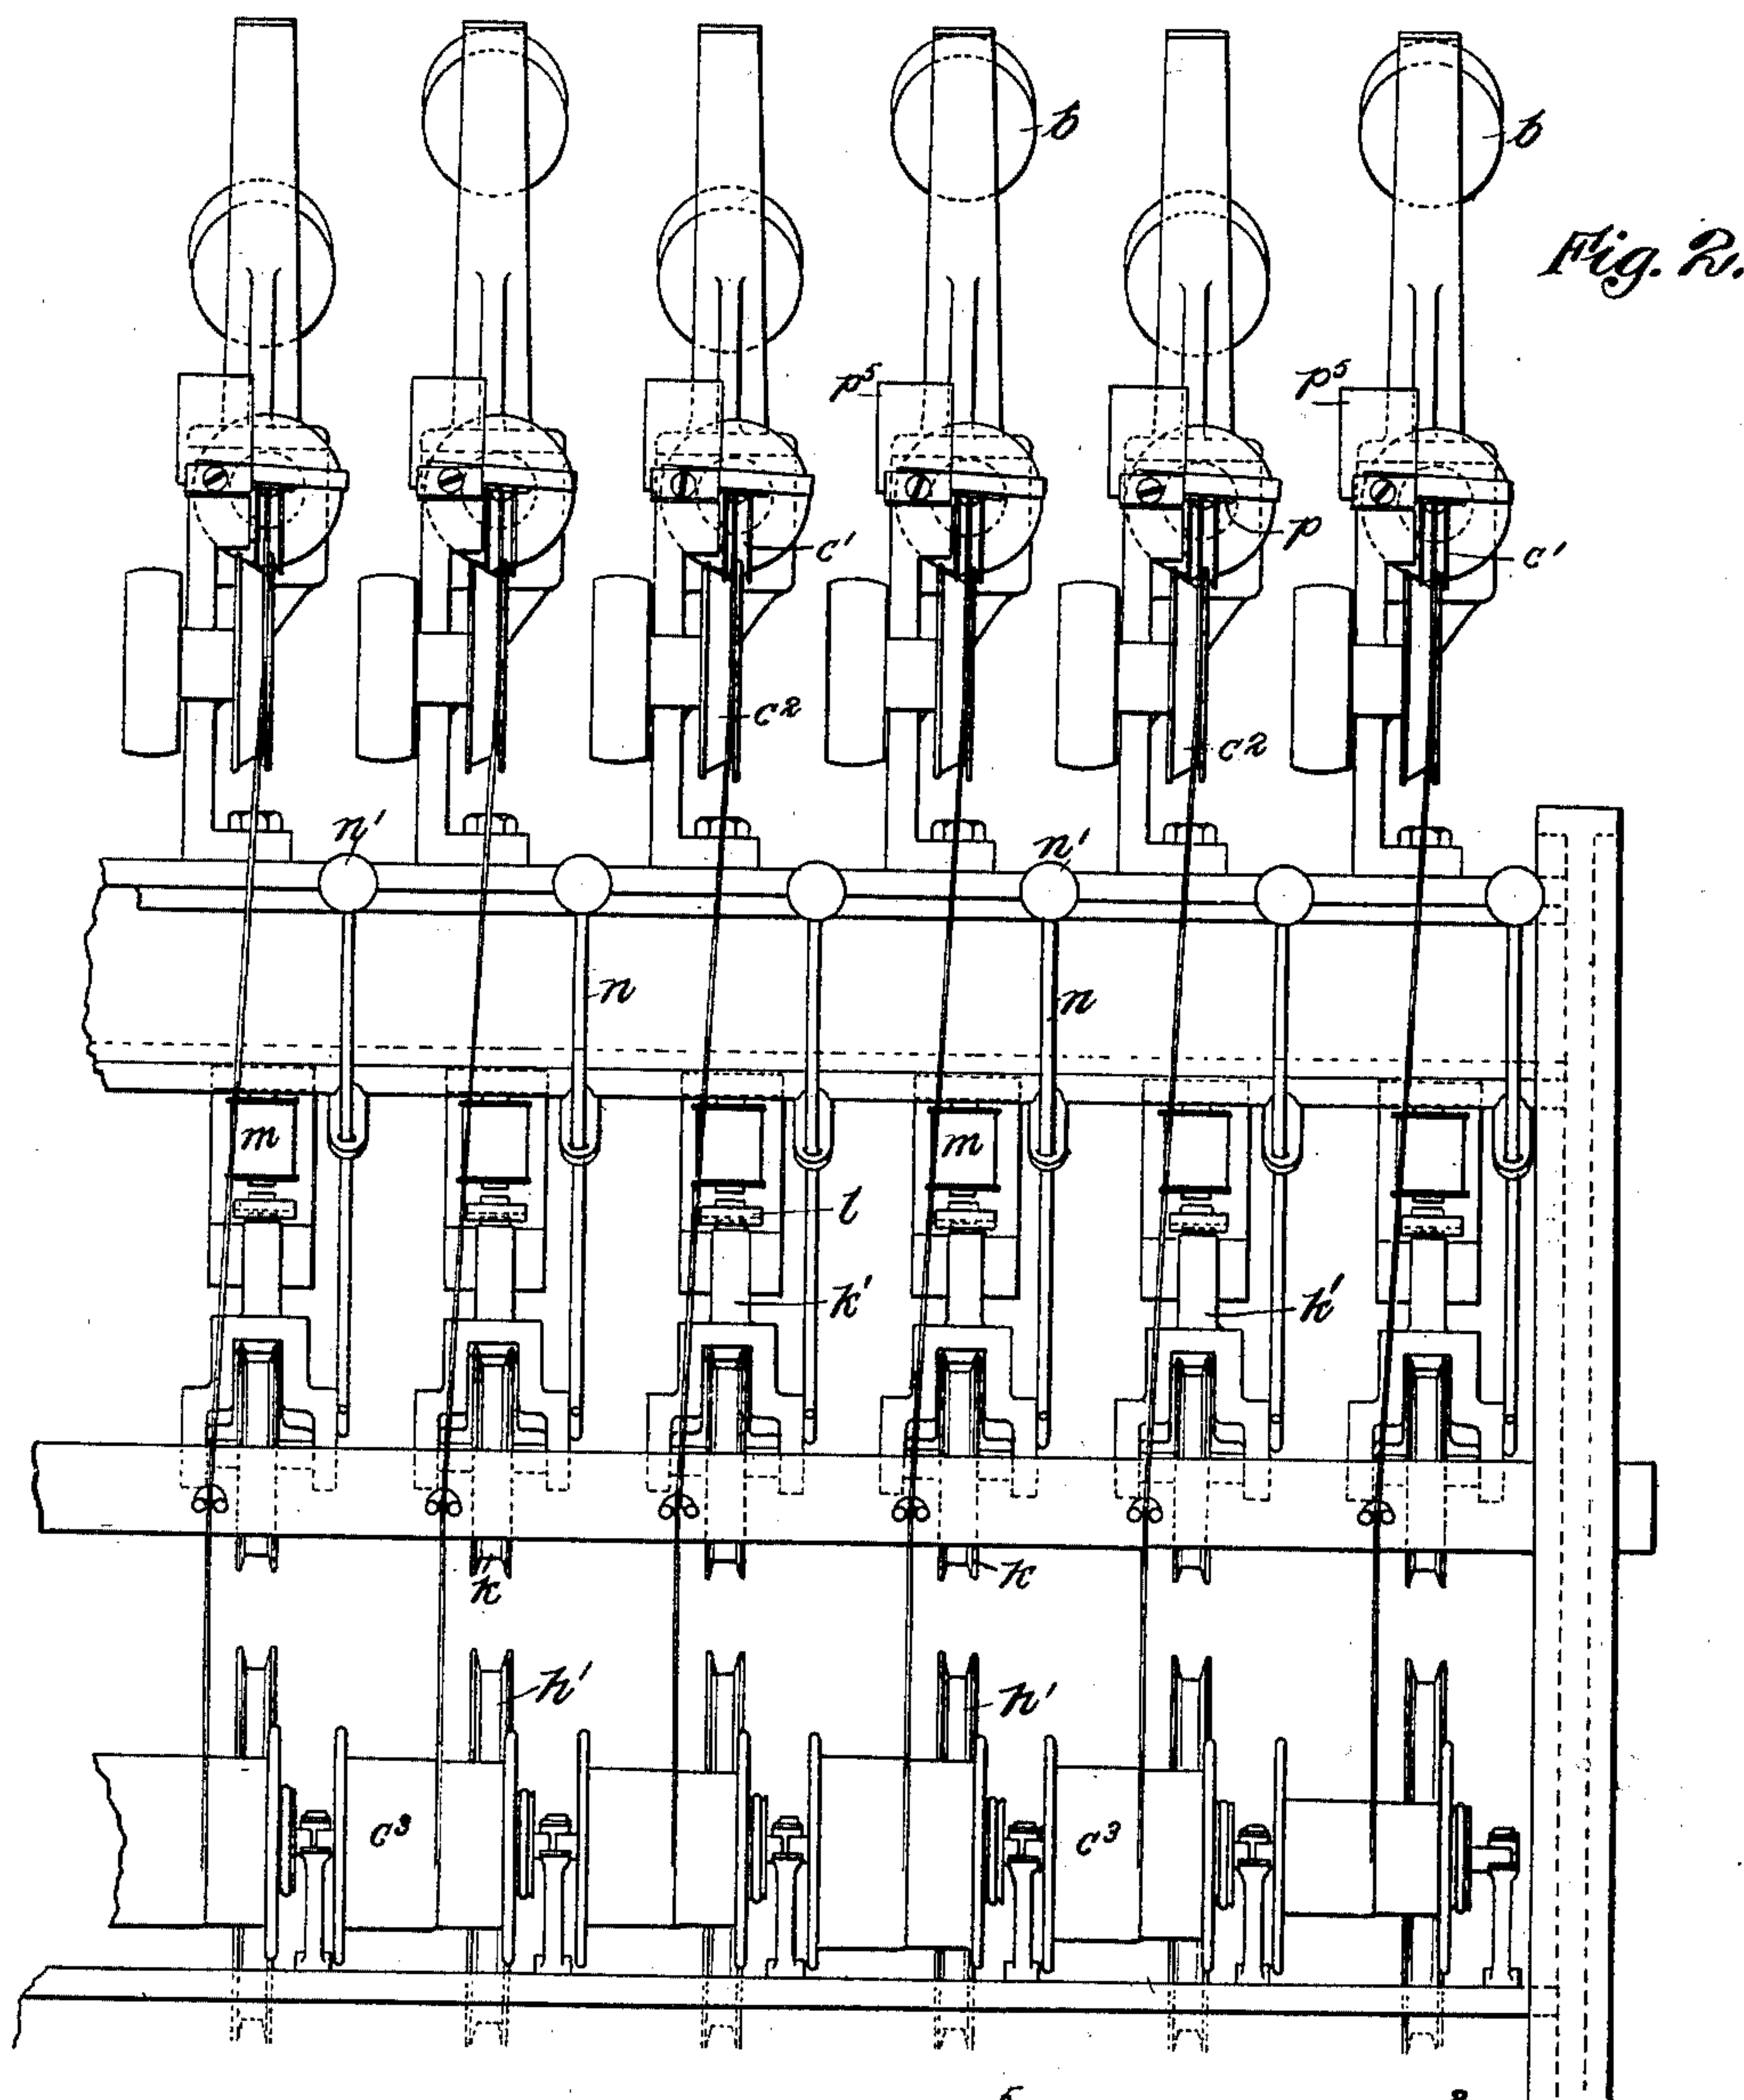 b
b
Fig. 2.
p⁵
p⁵
c'
p
c'
c²
c²
n'
n'
n
n
m
m
l
k'
k'
k
k
h'
h'
c³
c³